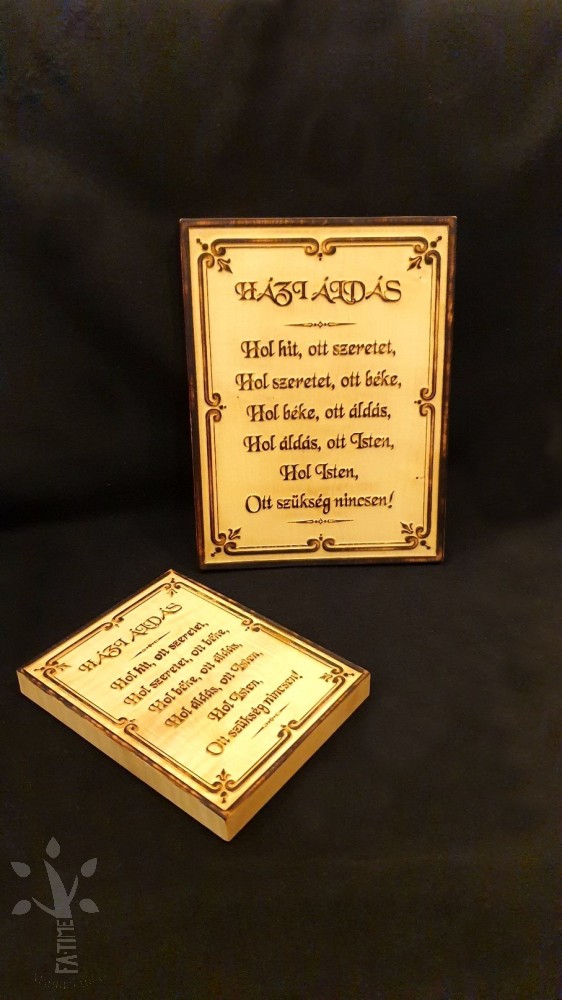 HÁZI ÁLDÁS
Hol hit, ott szeretet,
Hol szeretet, ott béke,
Hol béke, ott áldás,
Hol áldás, ott Isten,
Hol Isten,
Ott szükség nincsen!
HÁZI ÁLDÁS
Hol hit, ott szeretet,
Hol szeretet, ott béke,
Hol béke, ott áldás,
Hol áldás, ott Isten,
Hol Isten,
Ott szükség nincsen!
FA-TIME